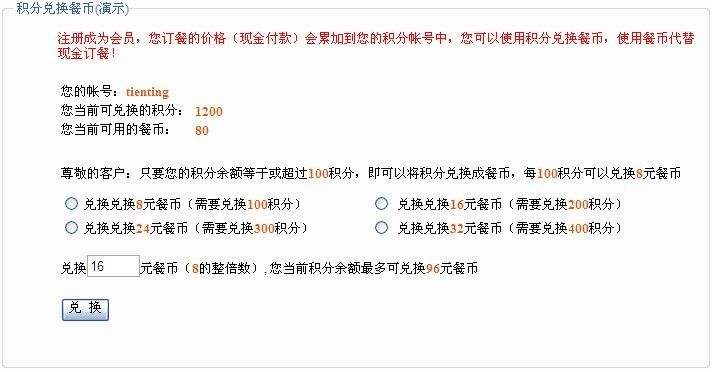 积分兑换餐币(演示)
注册成为会员，您订餐的价格（现金付款）会累加到您的积分帐号中，您可以使用积分兑换餐币，使用餐币代替
现金订餐！
您的帐号：tienting
您当前可兑换的积分：1200
您当前可用的餐币：80
尊敬的客户：只要您的积分余额等于或超过100积分，即可以将积分兑换成餐币，每100积分可以兑换8元餐币
兑换兑换8元餐币（需要兑换100积分） 兑换兑换16元餐币（需要兑换200积分）
兑换兑换24元餐币（需要兑换300积分） 兑换兑换32元餐币（需要兑换400积分）
兑换16元餐币（8的整倍数）,您当前积分余额最多可兑换96元餐币
兑 换